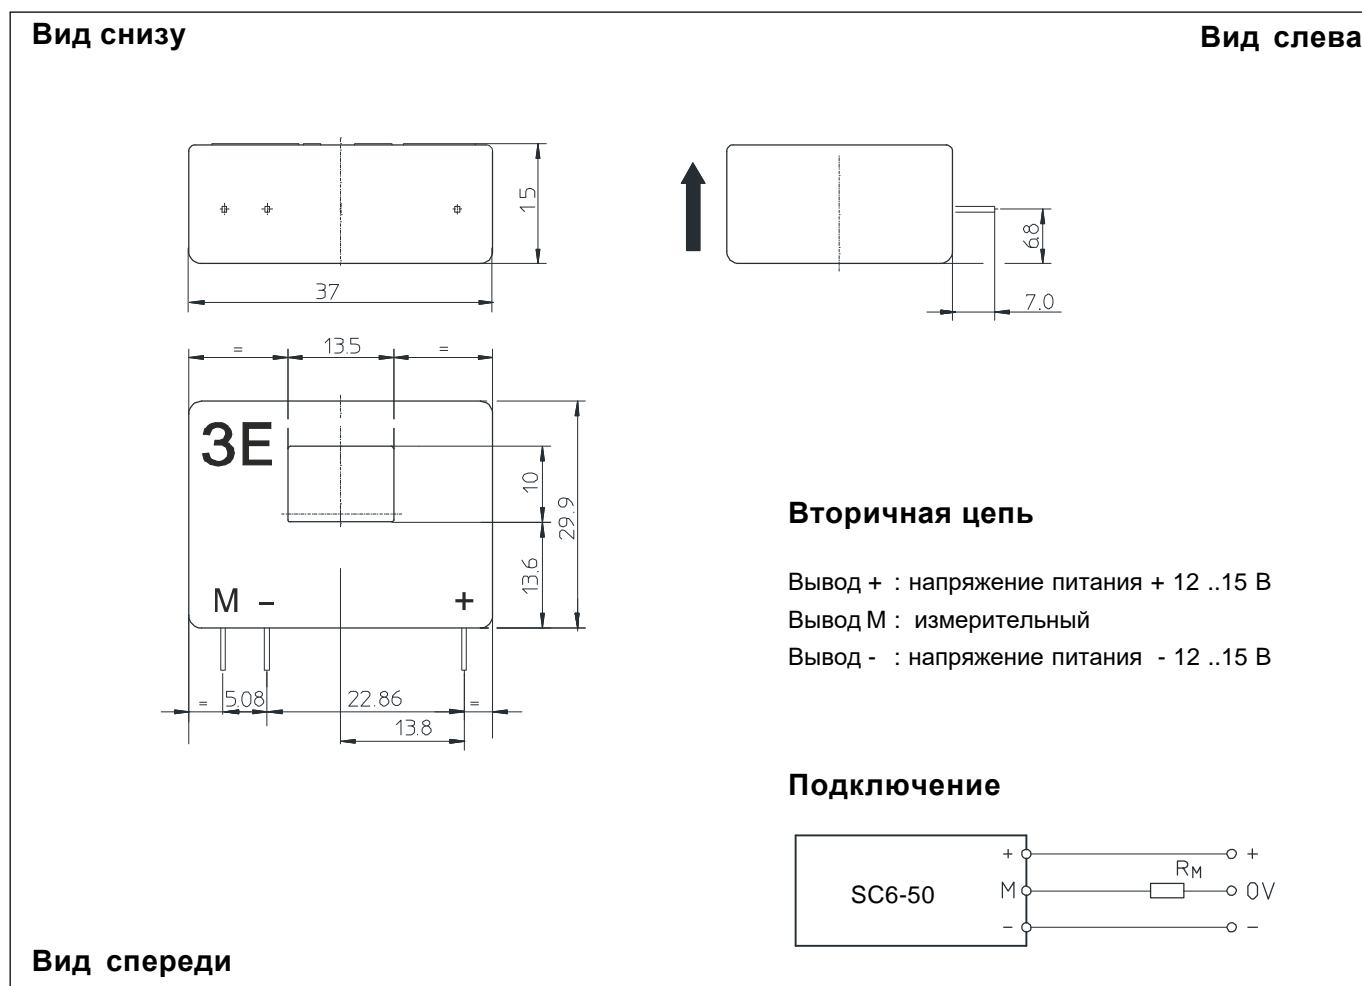 Вид снизу
Вид слева
15
37
6.8
7.0
= 13.5 =
3E
10
29.9
13.6
M - +
= 5.08 22.86 =
13.8
Вторичная цепь
Вывод + : напряжение питания + 12 ..15 В
Вывод М : измерительный
Вывод - : напряжение питания - 12 ..15 В
Подключение
+ +
SC6-50 M RM 0V
- -
Вид спереди